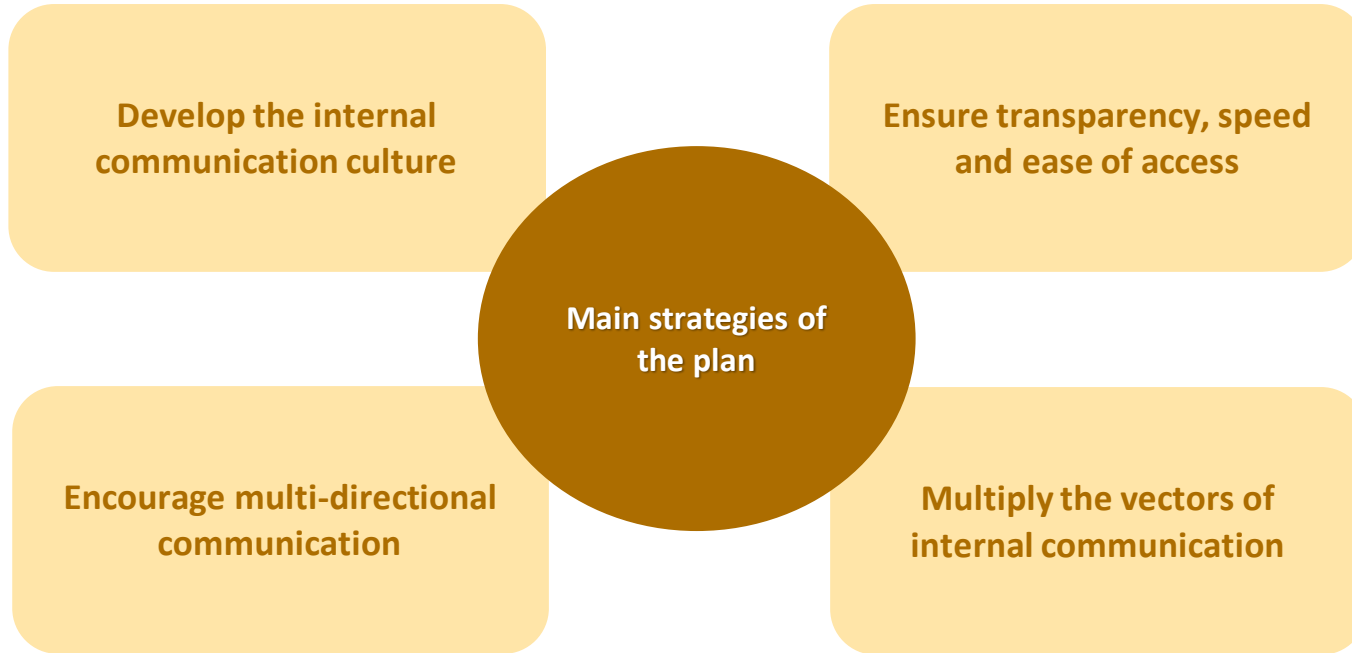 Develop the internal
communication culture
Ensure transparency, speed
and ease of access
Main strategies of
the plan
Encourage multi-directional
communication
Multiply the vectors of
internal communication